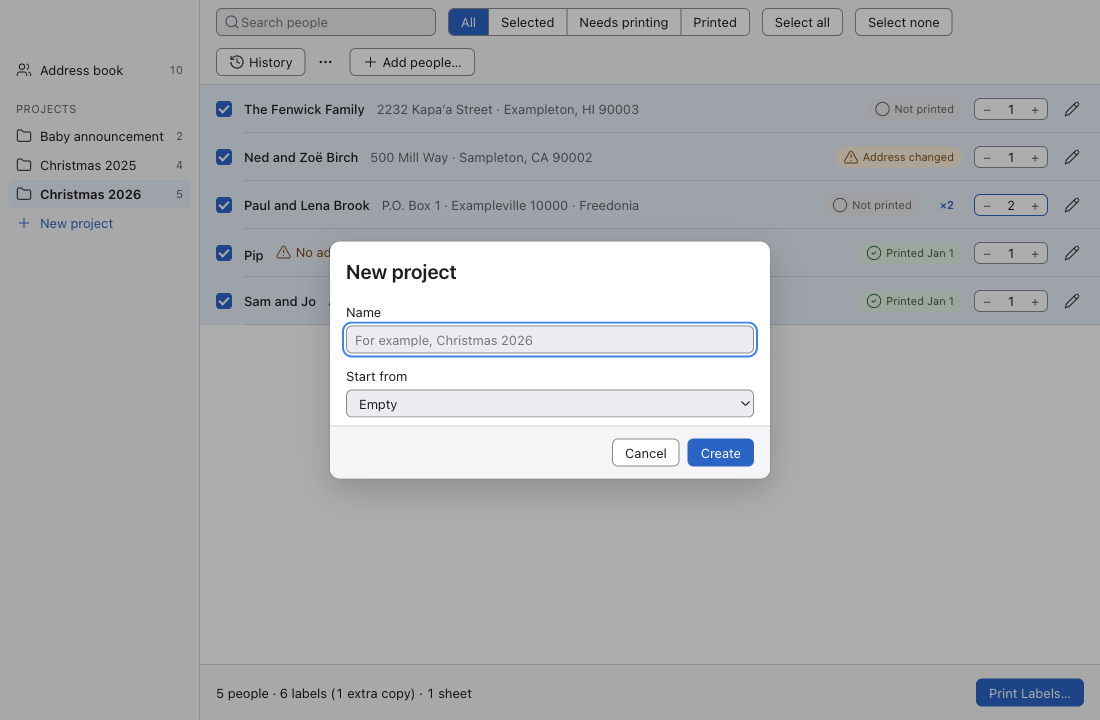 Search people
All
Selected
Needs printing
Printed
Select all
Select none
Address book 10
History
Add people...
PROJECTS
Baby announcement 2
Christmas 2025 4
Christmas 2026 5
New project
The Fenwick Family 2232 Kapaʻa Street · Exampleton, HI 90003 Not printed − 1 +
Ned and Zoë Birch 500 Mill Way · Sampleton, CA 90002 Address changed − 1 +
Paul and Lena Brook P.O. Box 1 · Exampleville 10000 · Freedonia Not printed ×2 − 2 +
Pip No ad Printed Jan 1 − 1 +
Sam and Jo Printed Jan 1 − 1 +
New project
Name
For example, Christmas 2026
Start from
Empty
Cancel
Create
5 people · 6 labels (1 extra copy) · 1 sheet
Print Labels...